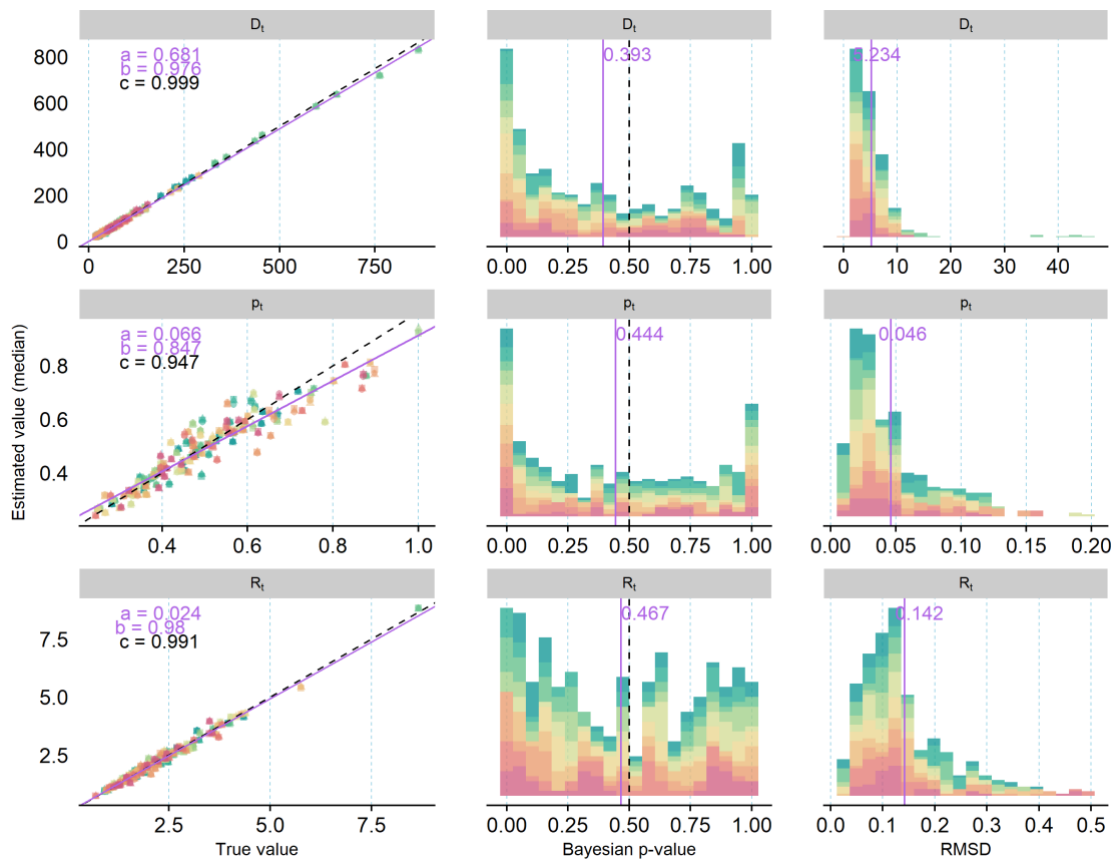 Dₜ
Dₜ
Dₜ
a = 0.681
b = 0.976
c = 0.999
0.393
5.234
800
600
400
200
0
0
250
500
750
0.00
0.25
0.50
0.75
1.00
0
10
20
30
40
pₜ
pₜ
pₜ
a = 0.066
b = 0.847
c = 0.947
0.444
0.046
Estimated value (median)
0.8
0.6
0.4
0.4
0.6
0.8
1.0
0.00
0.25
0.50
0.75
1.00
0.00
0.05
0.10
0.15
0.20
Rₜ
Rₜ
Rₜ
a = 0.024
b = 0.98
c = 0.991
0.467
0.142
7.5
5.0
2.5
2.5
5.0
7.5
0.00
0.25
0.50
0.75
1.00
0.0
0.1
0.2
0.3
0.4
0.5
True value
Bayesian p-value
RMSD